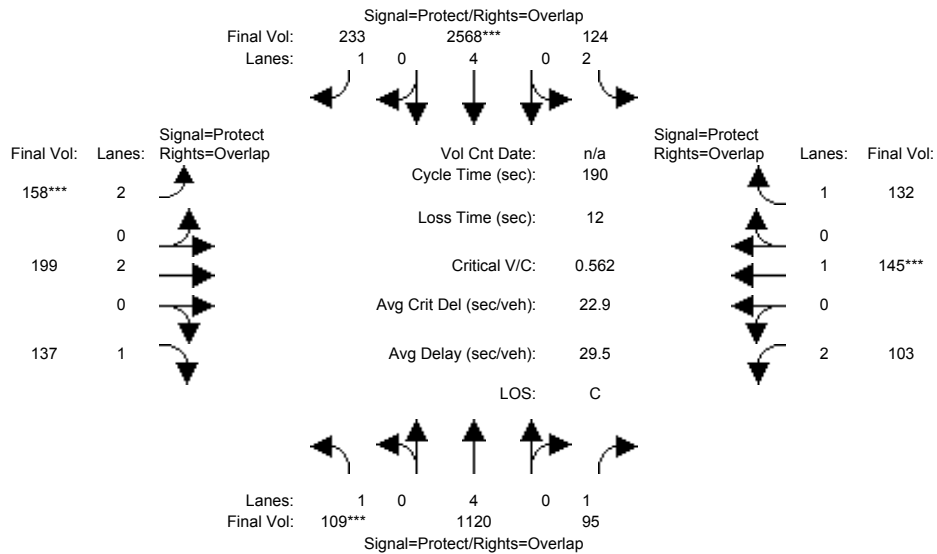 Signal=Protect/Rights=Overlap
Final Vol: 233 2568*** 124
Lanes: 1 0 4 0 2
Signal=Protect
Final Vol: Lanes: Rights=Overlap
Vol Cnt Date: n/a
Signal=Protect
Rights=Overlap Lanes: Final Vol:
Cycle Time (sec): 190
158*** 2
1 132
Loss Time (sec): 12
0
0
199 2
Critical V/C: 0.562
1 145***
0
Avg Crit Del (sec/veh): 22.9
0
137 1
Avg Delay (sec/veh): 29.5
2 103
LOS: C
Lanes: 1 0 4 0 1
Final Vol: 109*** 1120 95
Signal=Protect/Rights=Overlap